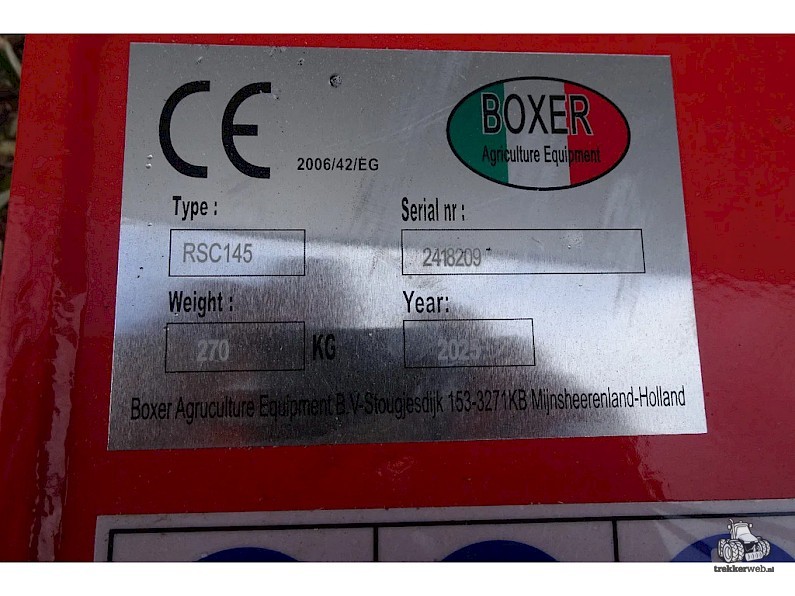 CE
2006/42/EG
BOXER
Agriculture Equipment
Type :
Serial nr :
RSC145
2418209
Weight :
Year:
270 KG
2025
Boxer Agruculture Equipment B.V-Stougjesdijk 153-3271KB Mijnsheerenland-Holland
trekkerweb.nl